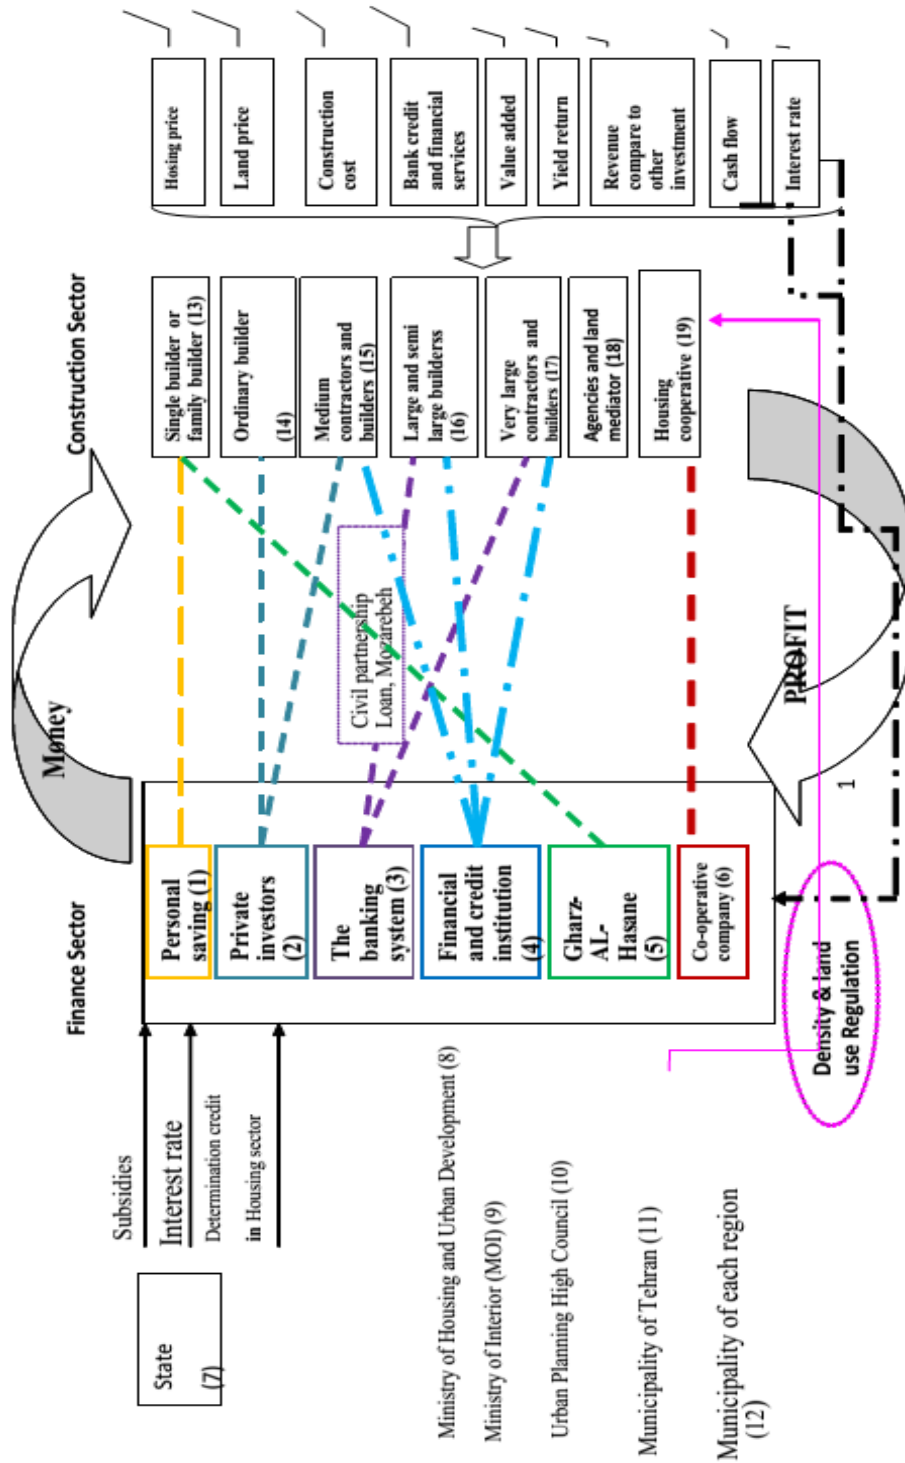 State
(7)
Subsidies
Interest rate
Determination credit
in Housing sector
Ministry of Housing and Urban Development (8)
Ministry of Interior (MOI) (9)
Urban Planning High Council (10)
Municipality of Tehran (11)
Municipality of each region
(12)
Finance Sector
Personal
saving (1)
Private
investors
(2)
The
banking
system (3)
Financial
and credit
institution
(4)
Gharz-
AL-
Hasane
(5)
Co-operative
company (6)
Density & land
use Regulation
Money
Civil partnership
Loan, Mozarebeh
PROFIT
1
Construction Sector
Single builder or
family builder (13)
Ordinary builder
(14)
Medium
contractors and
builders (15)
Large and semi
large builderss
(16)
Very large
contractors and
builders (17)
Agencies and land
mediator (18)
Housing
cooperative (19)
Hosing price
Land price
Construction
cost
Bank credit
and financial
services
Value added
Yield return
Revenue
compare to
other
investment
Cash flow
Interest rate